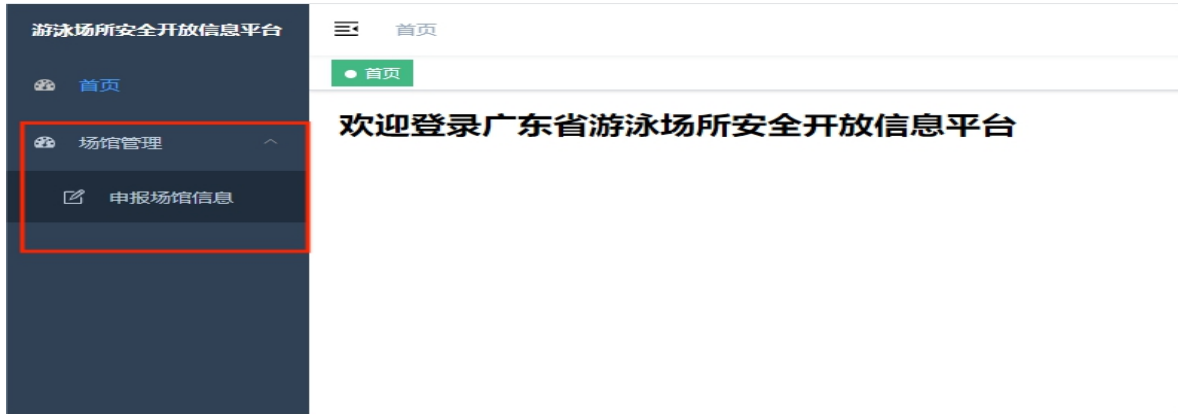 游泳场所安全开放信息平台
首页
首页
首页
场馆管理
申报场馆信息
欢迎登录广东省游泳场所安全开放信息平台